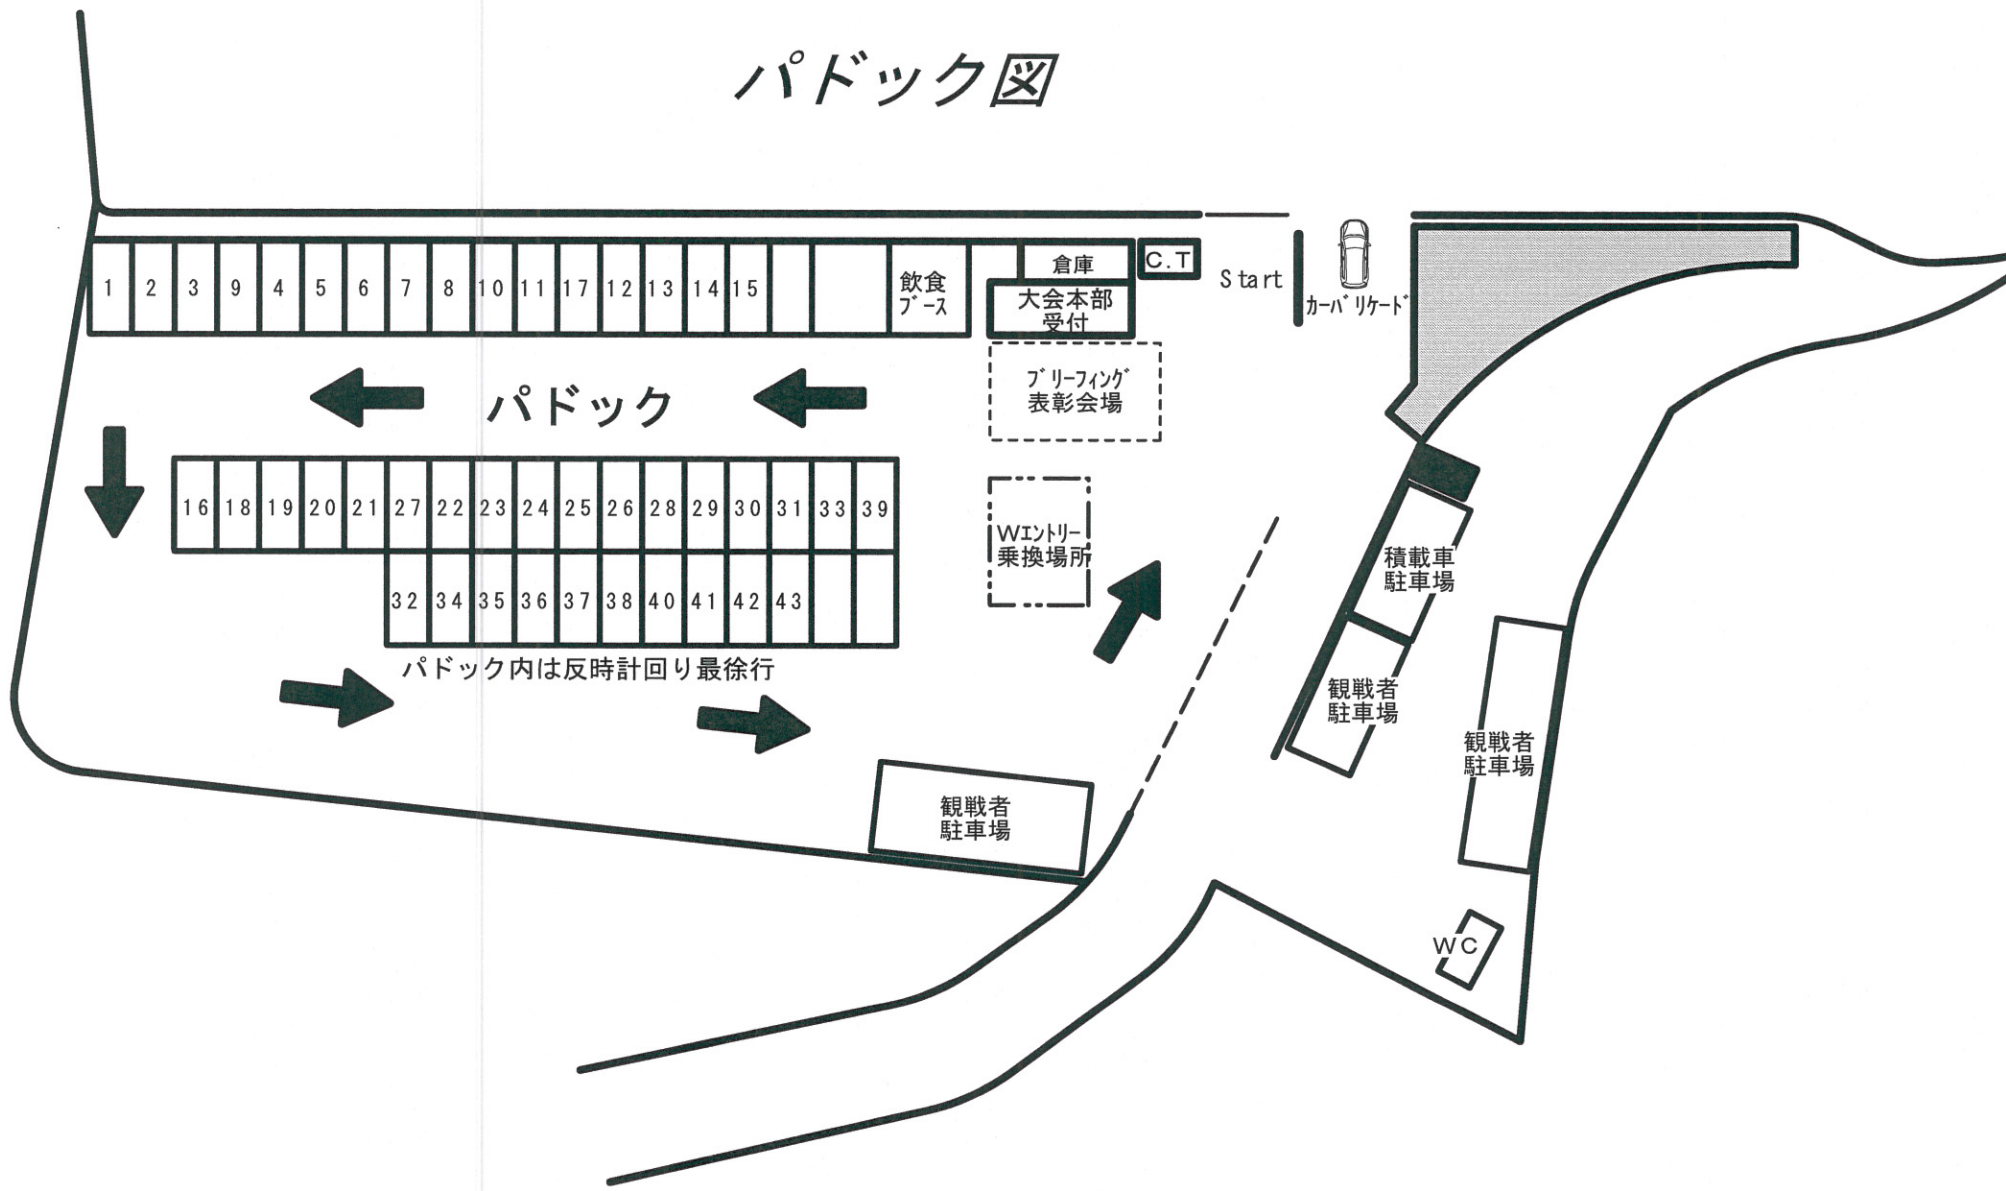 パドック図
1 2 3 9 4 5 6 7 8 10 11 17 12 13 14 15
飲食
ブース
倉庫
大会本部
受付
C.T
Start
カーバリケード
パドック
ブリーフィング
表彰会場
16 18 19 20 21 27 22 23 24 25 26 28 29 30 31 33 39
32 34 35 36 37 38 40 41 42 43
Wエントリー
乗換場所
パドック内は反時計回り最徐行
積載車
駐車場
観戦者
駐車場
観戦者
駐車場
観戦者
駐車場
WC